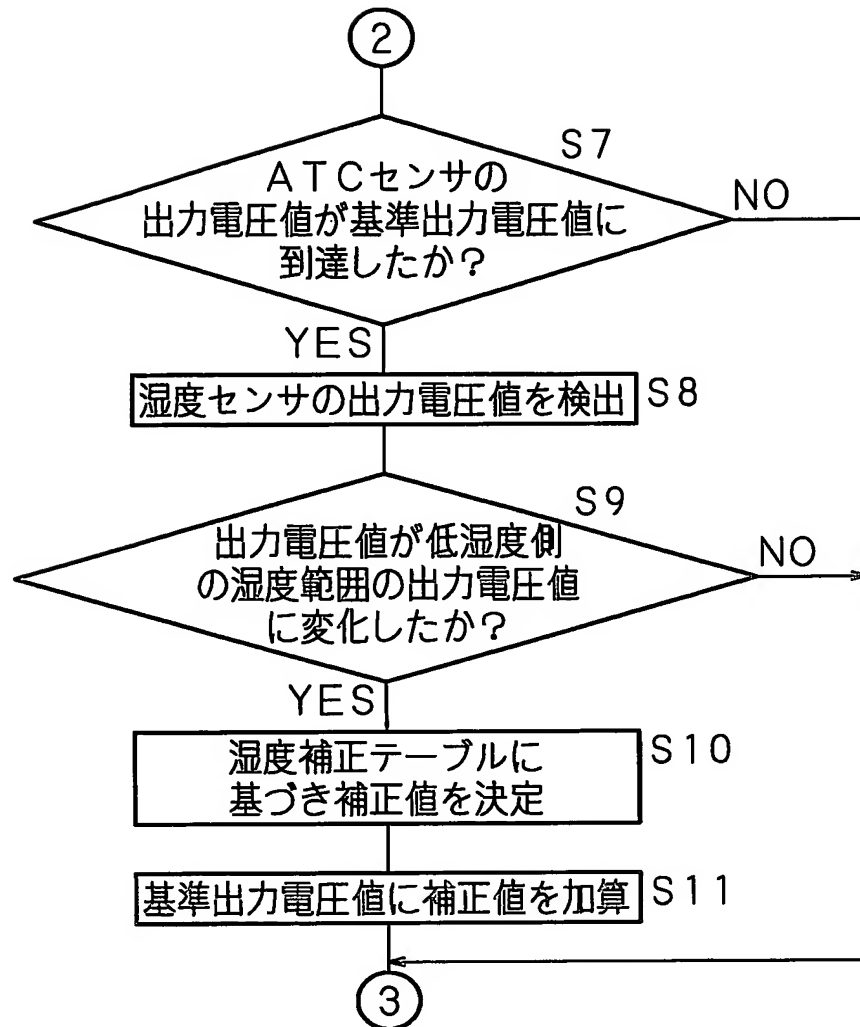 2
S7
ATCセンサの
出力電圧値が基準出力電圧値に
到達したか?
NO
YES
湿度センサの出力電圧値を検出
S8
S9
出力電圧値が低湿度側
の湿度範囲の出力電圧値
に変化したか?
NO
YES
湿度補正テーブルに
基づき補正値を決定
S10
基準出力電圧値に補正値を加算
S11
3